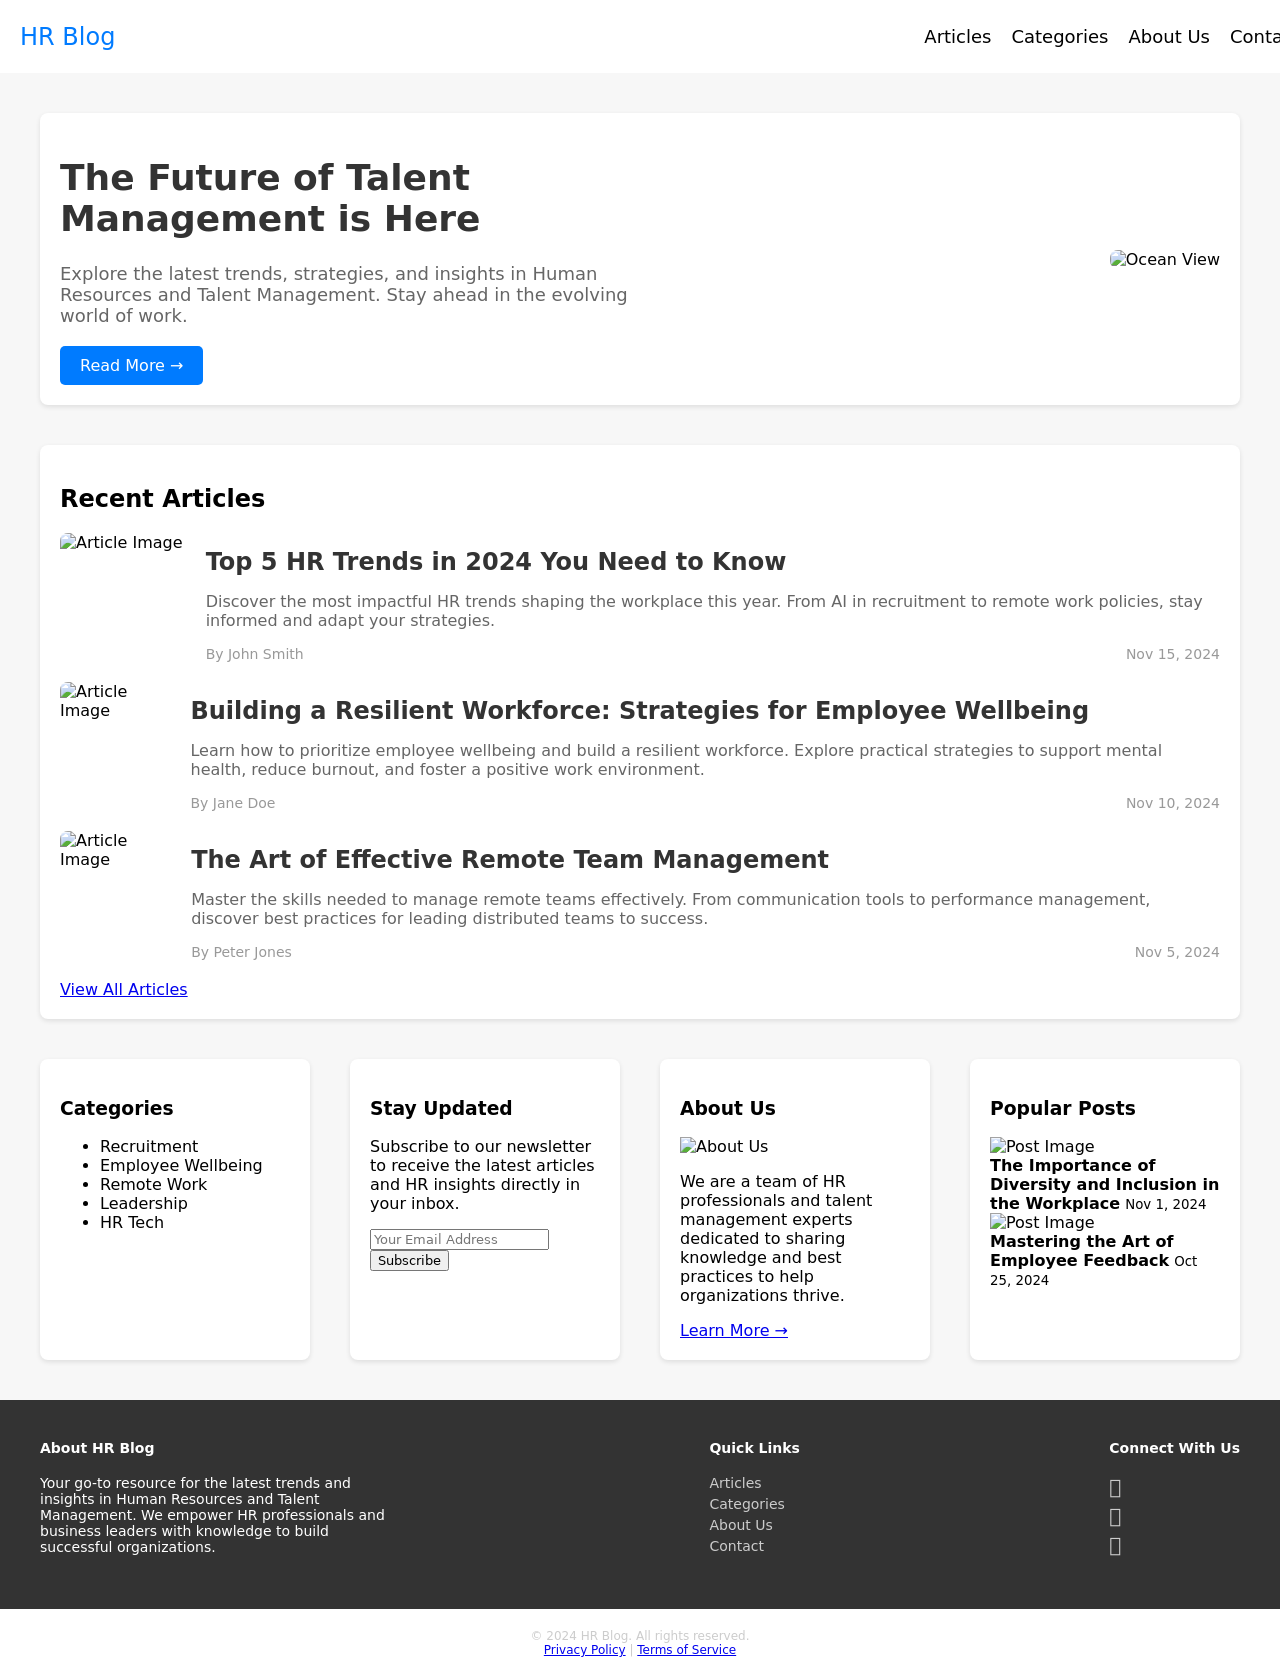 HR Blog
Articles Categories About Us Conta
The Future of Talent
Management is Here
Explore the latest trends, strategies, and insights in Human
Resources and Talent Management. Stay ahead in the evolving
world of work.
Read More →
Ocean View
Recent Articles
Article Image
Top 5 HR Trends in 2024 You Need to Know
Discover the most impactful HR trends shaping the workplace this year. From AI in recruitment to remote work policies, stay
informed and adapt your strategies.
By John Smith Nov 15, 2024
Article
Image
Building a Resilient Workforce: Strategies for Employee Wellbeing
Learn how to prioritize employee wellbeing and build a resilient workforce. Explore practical strategies to support mental
health, reduce burnout, and foster a positive work environment.
By Jane Doe Nov 10, 2024
Article
Image
The Art of Effective Remote Team Management
Master the skills needed to manage remote teams effectively. From communication tools to performance management,
discover best practices for leading distributed teams to success.
By Peter Jones Nov 5, 2024
View All Articles
Categories
• Recruitment
• Employee Wellbeing
• Remote Work
• Leadership
• HR Tech
Stay Updated
Subscribe to our newsletter
to receive the latest articles
and HR insights directly in
your inbox.
Your Email Address
Subscribe
About Us
About Us
We are a team of HR
professionals and talent
management experts
dedicated to sharing
knowledge and best
practices to help
organizations thrive.
Learn More →
Popular Posts
Post Image
The Importance of
Diversity and Inclusion in
the Workplace Nov 1, 2024
Post Image
Mastering the Art of
Employee Feedback Oct
25, 2024
About HR Blog
Your go-to resource for the latest trends and
insights in Human Resources and Talent
Management. We empower HR professionals and
business leaders with knowledge to build
successful organizations.
Quick Links
Articles
Categories
About Us
Contact
Connect With Us
© 2024 HR Blog. All rights reserved.
Privacy Policy | Terms of Service